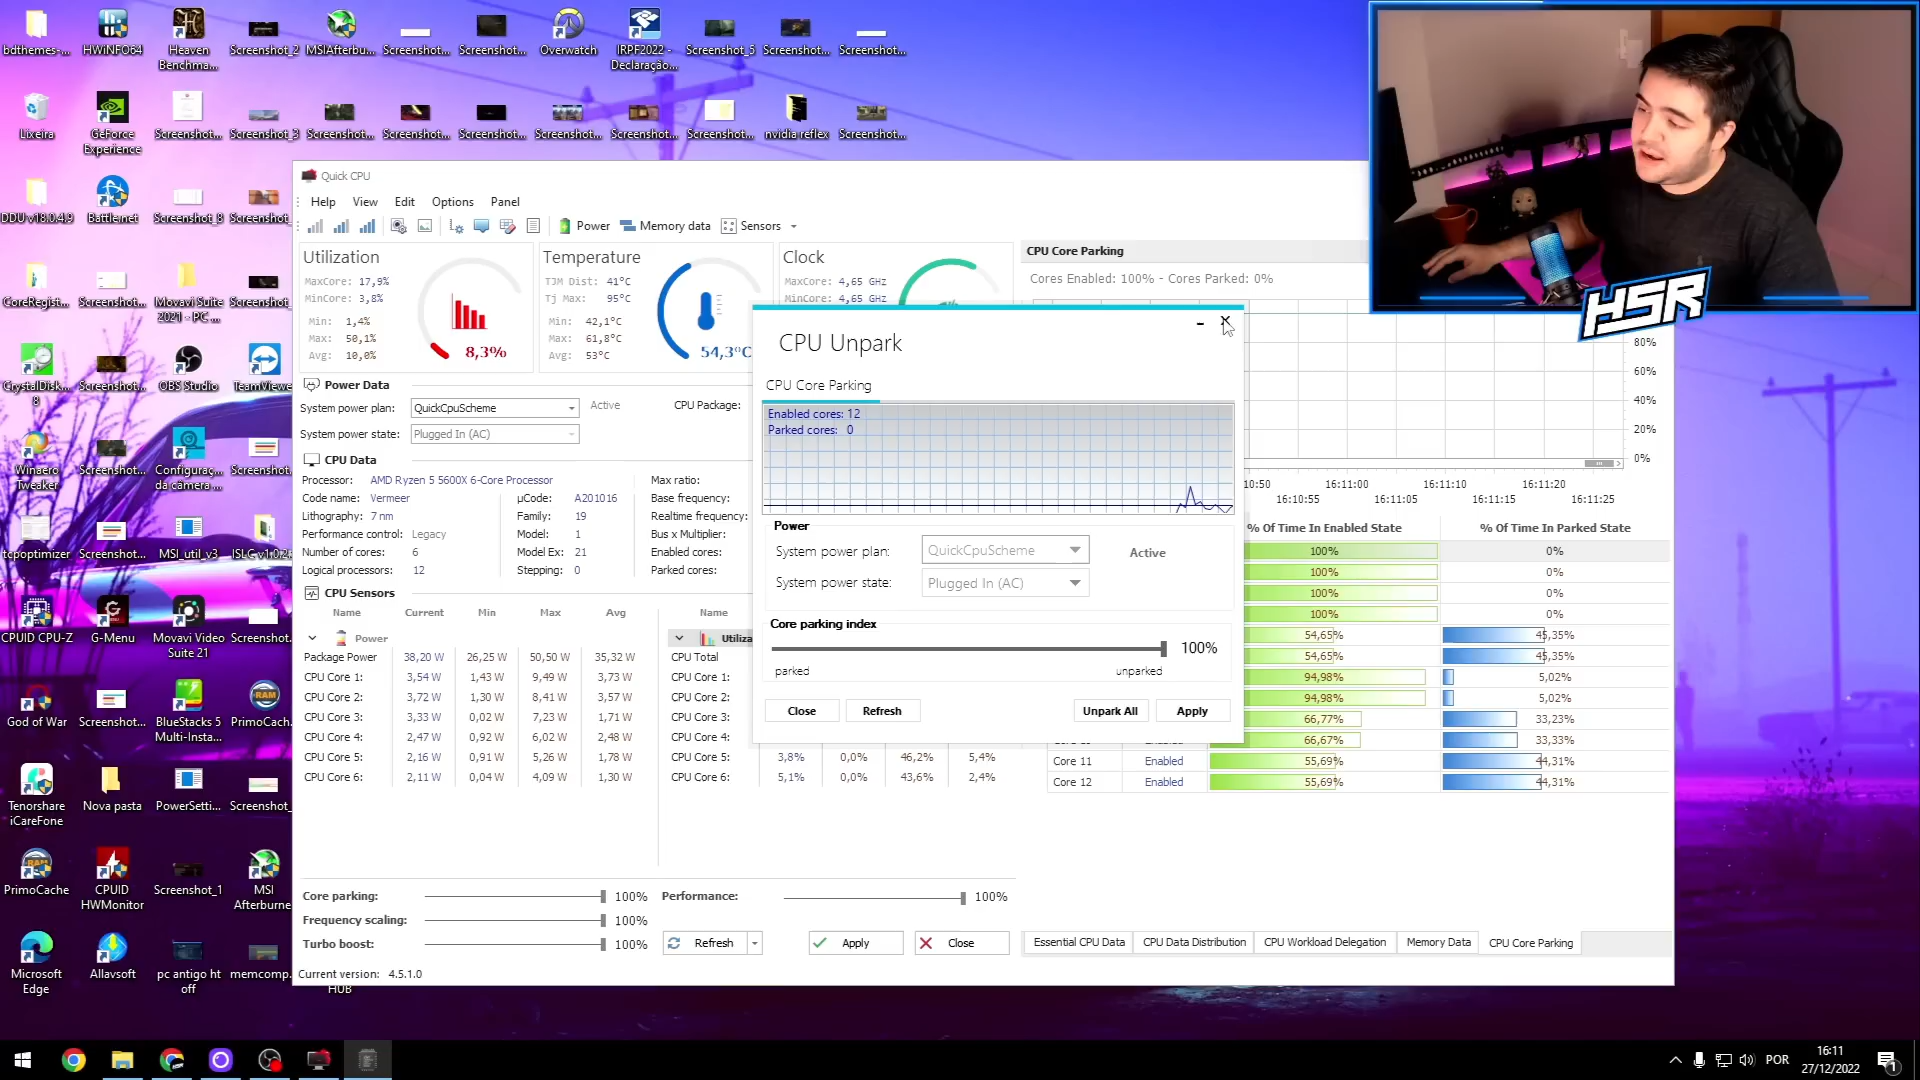 bdthemes-...
HWiNFO64
Heaven Benchma...
Screenshot_2
MSIAfterbu...
Screenshot...
Screenshot...
Overwatch
IRPF2022 - Declaração...
Screenshot_5
Screenshot...
Screenshot...
Lixeira
GeForce Experience
Screenshot...
Screenshot_3
Screenshot...
Screenshot...
Screenshot...
Screenshot...
Screenshot...
Screenshot...
nvidia reflex
Screenshot...
DDU v18.0.4.9
Battle.net
Screenshot_8
Screenshot_
CoreRegist...
Screenshot...
Movavi Suite 2021 - PC ...
Screenshot_
CrystalDisk... 8
Screenshot...
OBS Studio
TeamViewer
Winaero Tweaker
Screenshot...
Configuraç... da câmera ...
Screenshot_
tcpoptimizer
Screenshot...
MSI_util_v3
ISLC v1.0.2.
CPUID CPU-Z
G-Menu
Movavi Video Suite 21
Screenshot.
God of War
Screenshot...
BlueStacks 5 Multi-Insta...
PrimoCac.
Tenorshare iCareFone
Nova pasta
PowerSetti...
Screenshot_
PrimoCache
CPUID HWMonitor
Screenshot_1
MSI Afterburner
Microsoft Edge
Allavsoft
pc antigo ht off
memcomp.
HUB
Quick CPU
Help View Edit Options Panel
Power Memory data Sensors
Utilization
MaxCore: 17,9%
MinCore: 3,8%
Min: 1,4%
Max: 50,1%
Avg: 10,0%
8,3%
Temperature
TJM Dist: 41°C
Tj Max: 95°C
Min: 42,1°C
Max: 61,8°C
Avg: 53°C
54,3°C
Clock
MaxCore: 4,65 GHz
MinCore: 4,65 GHz
CPU Core Parking
Cores Enabled: 100% - Cores Parked: 0%
80%
60%
40%
20%
0%
10:50 16:11:00 16:11:10 16:11:20
16:10:55 16:11:05 16:11:15 16:11:25
Power Data
System power plan: QuickCpuScheme Active CPU Package:
System power state: Plugged In (AC)
CPU Data
Processor: AMD Ryzen 5 5600X 6-Core Processor Max ratio:
Code name: Vermeer µCode: A201016 Base frequency:
Lithography: 7 nm Family: 19 Realtime frequency:
Performance control: Legacy Model: 1 Bus x Multiplier:
Number of cores: 6 Model Ex: 21 Enabled cores:
Logical processors: 12 Stepping: 0 Parked cores:
CPU Sensors
Name Current Min Max Avg Name
Power Utiliza
Package Power 38,20 W 26,25 W 50,50 W 35,32 W CPU Total
CPU Core 1: 3,54 W 1,43 W 9,49 W 3,73 W CPU Core 1:
CPU Core 2: 3,72 W 1,30 W 8,41 W 3,57 W CPU Core 2:
CPU Core 3: 3,33 W 0,02 W 7,23 W 1,71 W CPU Core 3:
CPU Core 4: 2,47 W 0,92 W 6,02 W 2,48 W CPU Core 4:
CPU Core 5: 2,16 W 0,91 W 5,26 W 1,78 W CPU Core 5: 3,8% 0,0% 46,2% 5,4%
CPU Core 6: 2,11 W 0,04 W 4,09 W 1,30 W CPU Core 6: 5,1% 0,0% 43,6% 2,4%
CPU Unpark
CPU Core Parking
Enabled cores: 12
Parked cores: 0
Power
System power plan: QuickCpuScheme Active
System power state: Plugged In (AC)
Core parking index
100%
parked unparked
Close Refresh Unpark All Apply
% Of Time In Enabled State % Of Time In Parked State
100% 0%
100% 0%
100% 0%
100% 0%
54,65% 45,35%
54,65% 45,35%
94,98% 5,02%
94,98% 5,02%
66,77% 33,23%
66,67% 33,33%
Core 11 Enabled 55,69% 44,31%
Core 12 Enabled 55,69% 44,31%
Core parking: 100% Performance: 100%
Frequency scaling: 100%
Turbo boost: 100% Refresh Apply Close
Essential CPU Data CPU Data Distribution CPU Workload Delegation Memory Data CPU Core Parking
Current version: 4.5.1.0
HSR
POR
16:11
27/12/2022
1